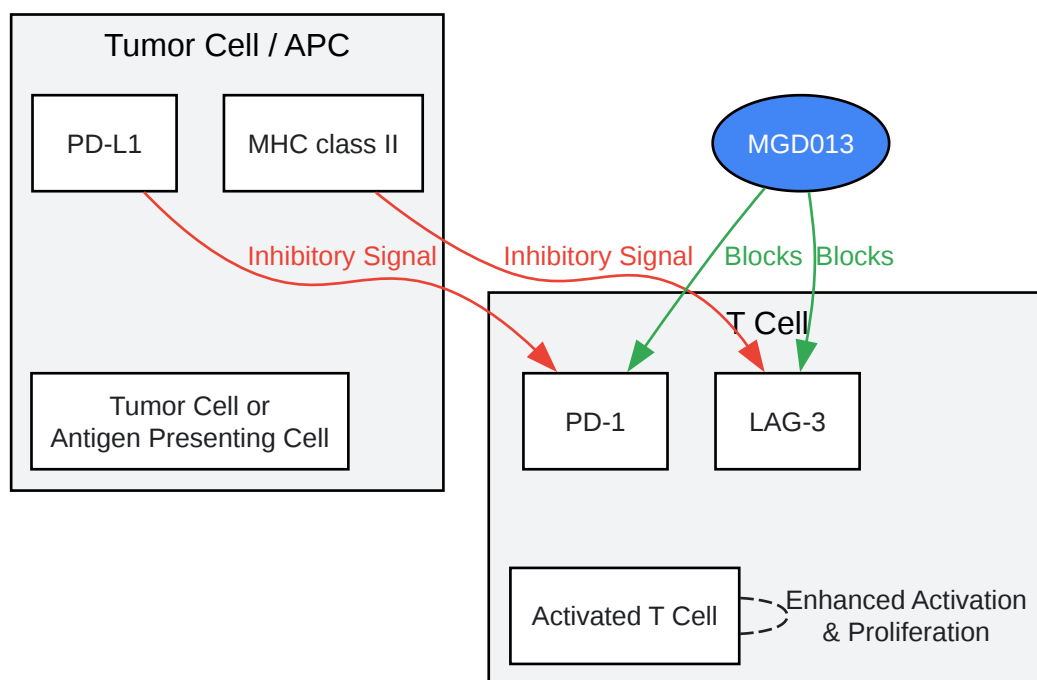 Tumor Cell / APC
PD-L1
MHC class II
MGD013
Inhibitory Signal
Inhibitory Signal
Blocks
Blocks
T Cell
Tumor Cell or
Antigen Presenting Cell
PD-1
LAG-3
Activated T Cell
Enhanced Activation
& Proliferation